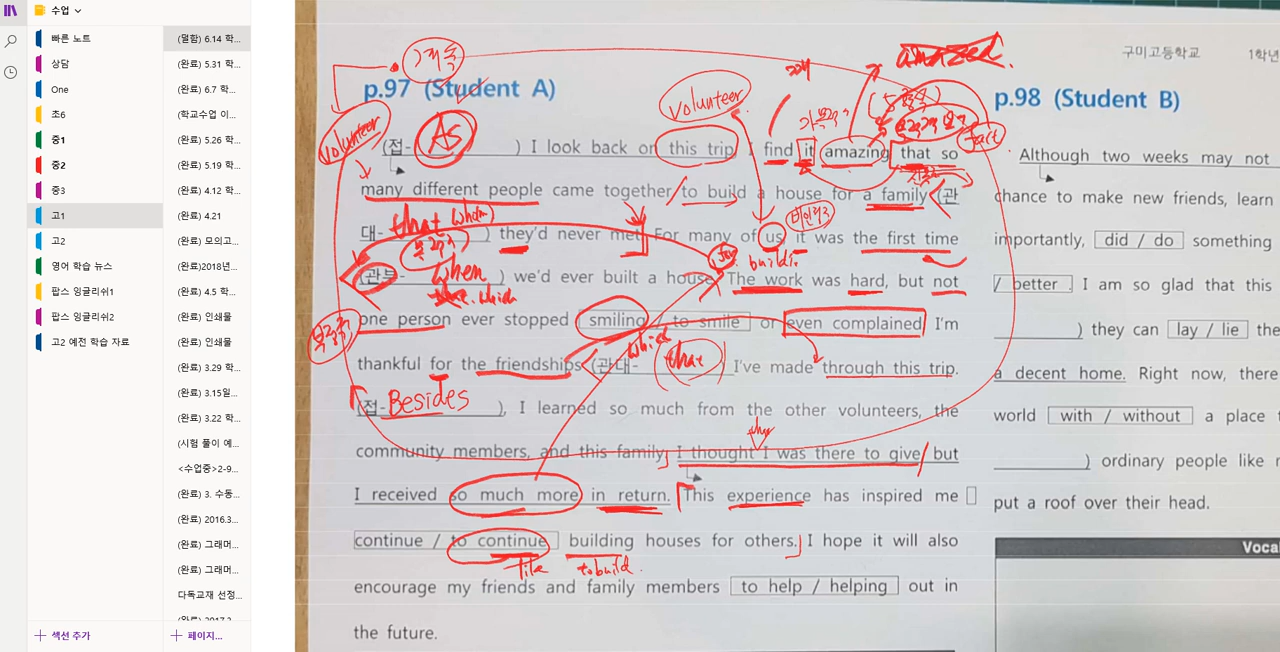 수업
빠른 노트
상담
One
초6
중1
중2
중3
고1
고2
영어 학습 뉴스
팝스 잉글리쉬1
팝스 잉글리쉬2
고2 예전 학습 자료
섹션 추가
(밀함) 6.14 학...
(완료) 5.31 학...
(완료) 6.7 학...
(학교수업 이...
(완료) 5.26 학...
(완료) 5.19 학...
(완료) 4.12 학...
(완료) 4.21
(완료) 모의고...
(완료)2018년...
(완료) 4.5 학...
(완료) 인쇄물
(완료) 인쇄물
(완료) 3.29 학...
(완료) 3.15일...
(완료) 3.22 학...
(시험 풀이 예...
<수업중>2-9...
(완료) 3. 수동...
(완료) 2016.3...
(완료) 그래머...
(완료) 그래머...
다독교재 선정...
(완료) 2017.3
페이지...
구미고등학교 1학년
amazed.
p.97 (Student A)
volunteer
volunteer
(접- As ) I look back on this trip, I find it amazing that so
fact
many different people came together to build a house for a family (관
that whom
대- ) they'd never met. For many of us, it was the first time
비인칭주
when
for
building
(관부- ) we'd ever built a house. The work was hard, but not
which
one person ever stopped smiling / to smile or even complained. I'm
which
thankful for the friendships (관대- that I've made through this trip.
(접- Besides ), I learned so much from the other volunteers, the
that
community members, and this family. I thought I was there to give, but
I received so much more in return. This experience has inspired me
continue / to continue building houses for others. I hope it will also
to build
encourage my friends and family members to help / helping out in
the future.
p.98 (Student B)
Although two weeks may not
chance to make new friends, learn
importantly, did / do something
/ better . I am so glad that this
) they can lay / lie the
a decent home. Right now, there
world with / without a place t
) ordinary people like
put a roof over their head.
Voca